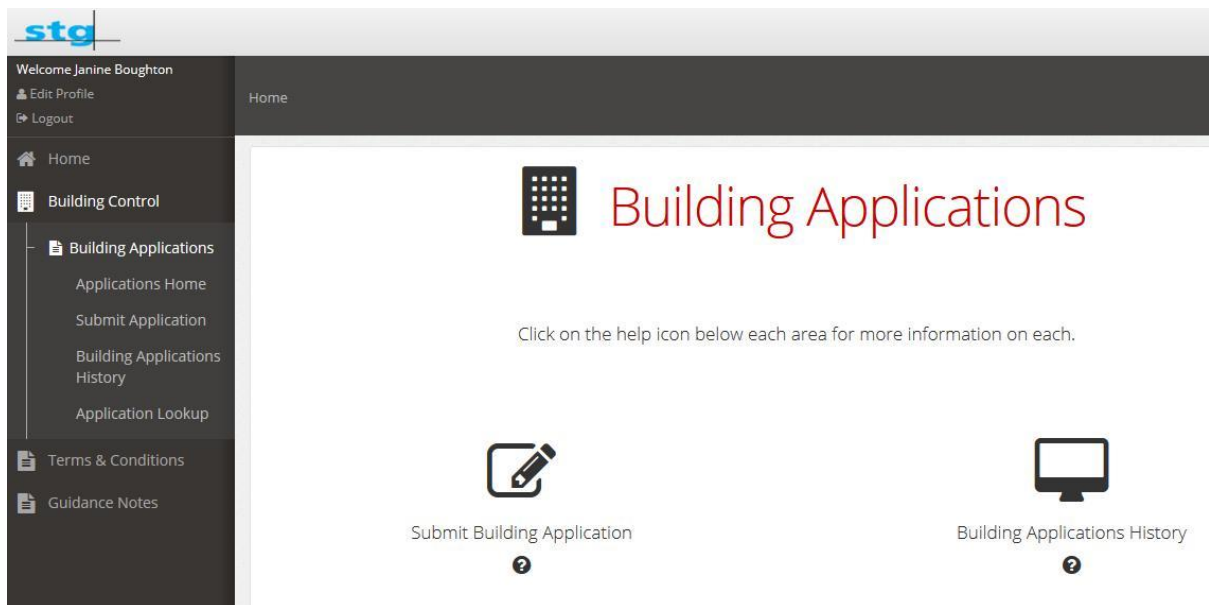 stg
Welcome Janine Boughton
Edit Profile
Logout
Home
Home
Building Control
Building Applications
Applications Home
Submit Application
Building Applications
History
Application Lookup
Terms & Conditions
Guidance Notes
Building Applications
Click on the help icon below each area for more information on each.
Submit Building Application
?
Building Applications History
?